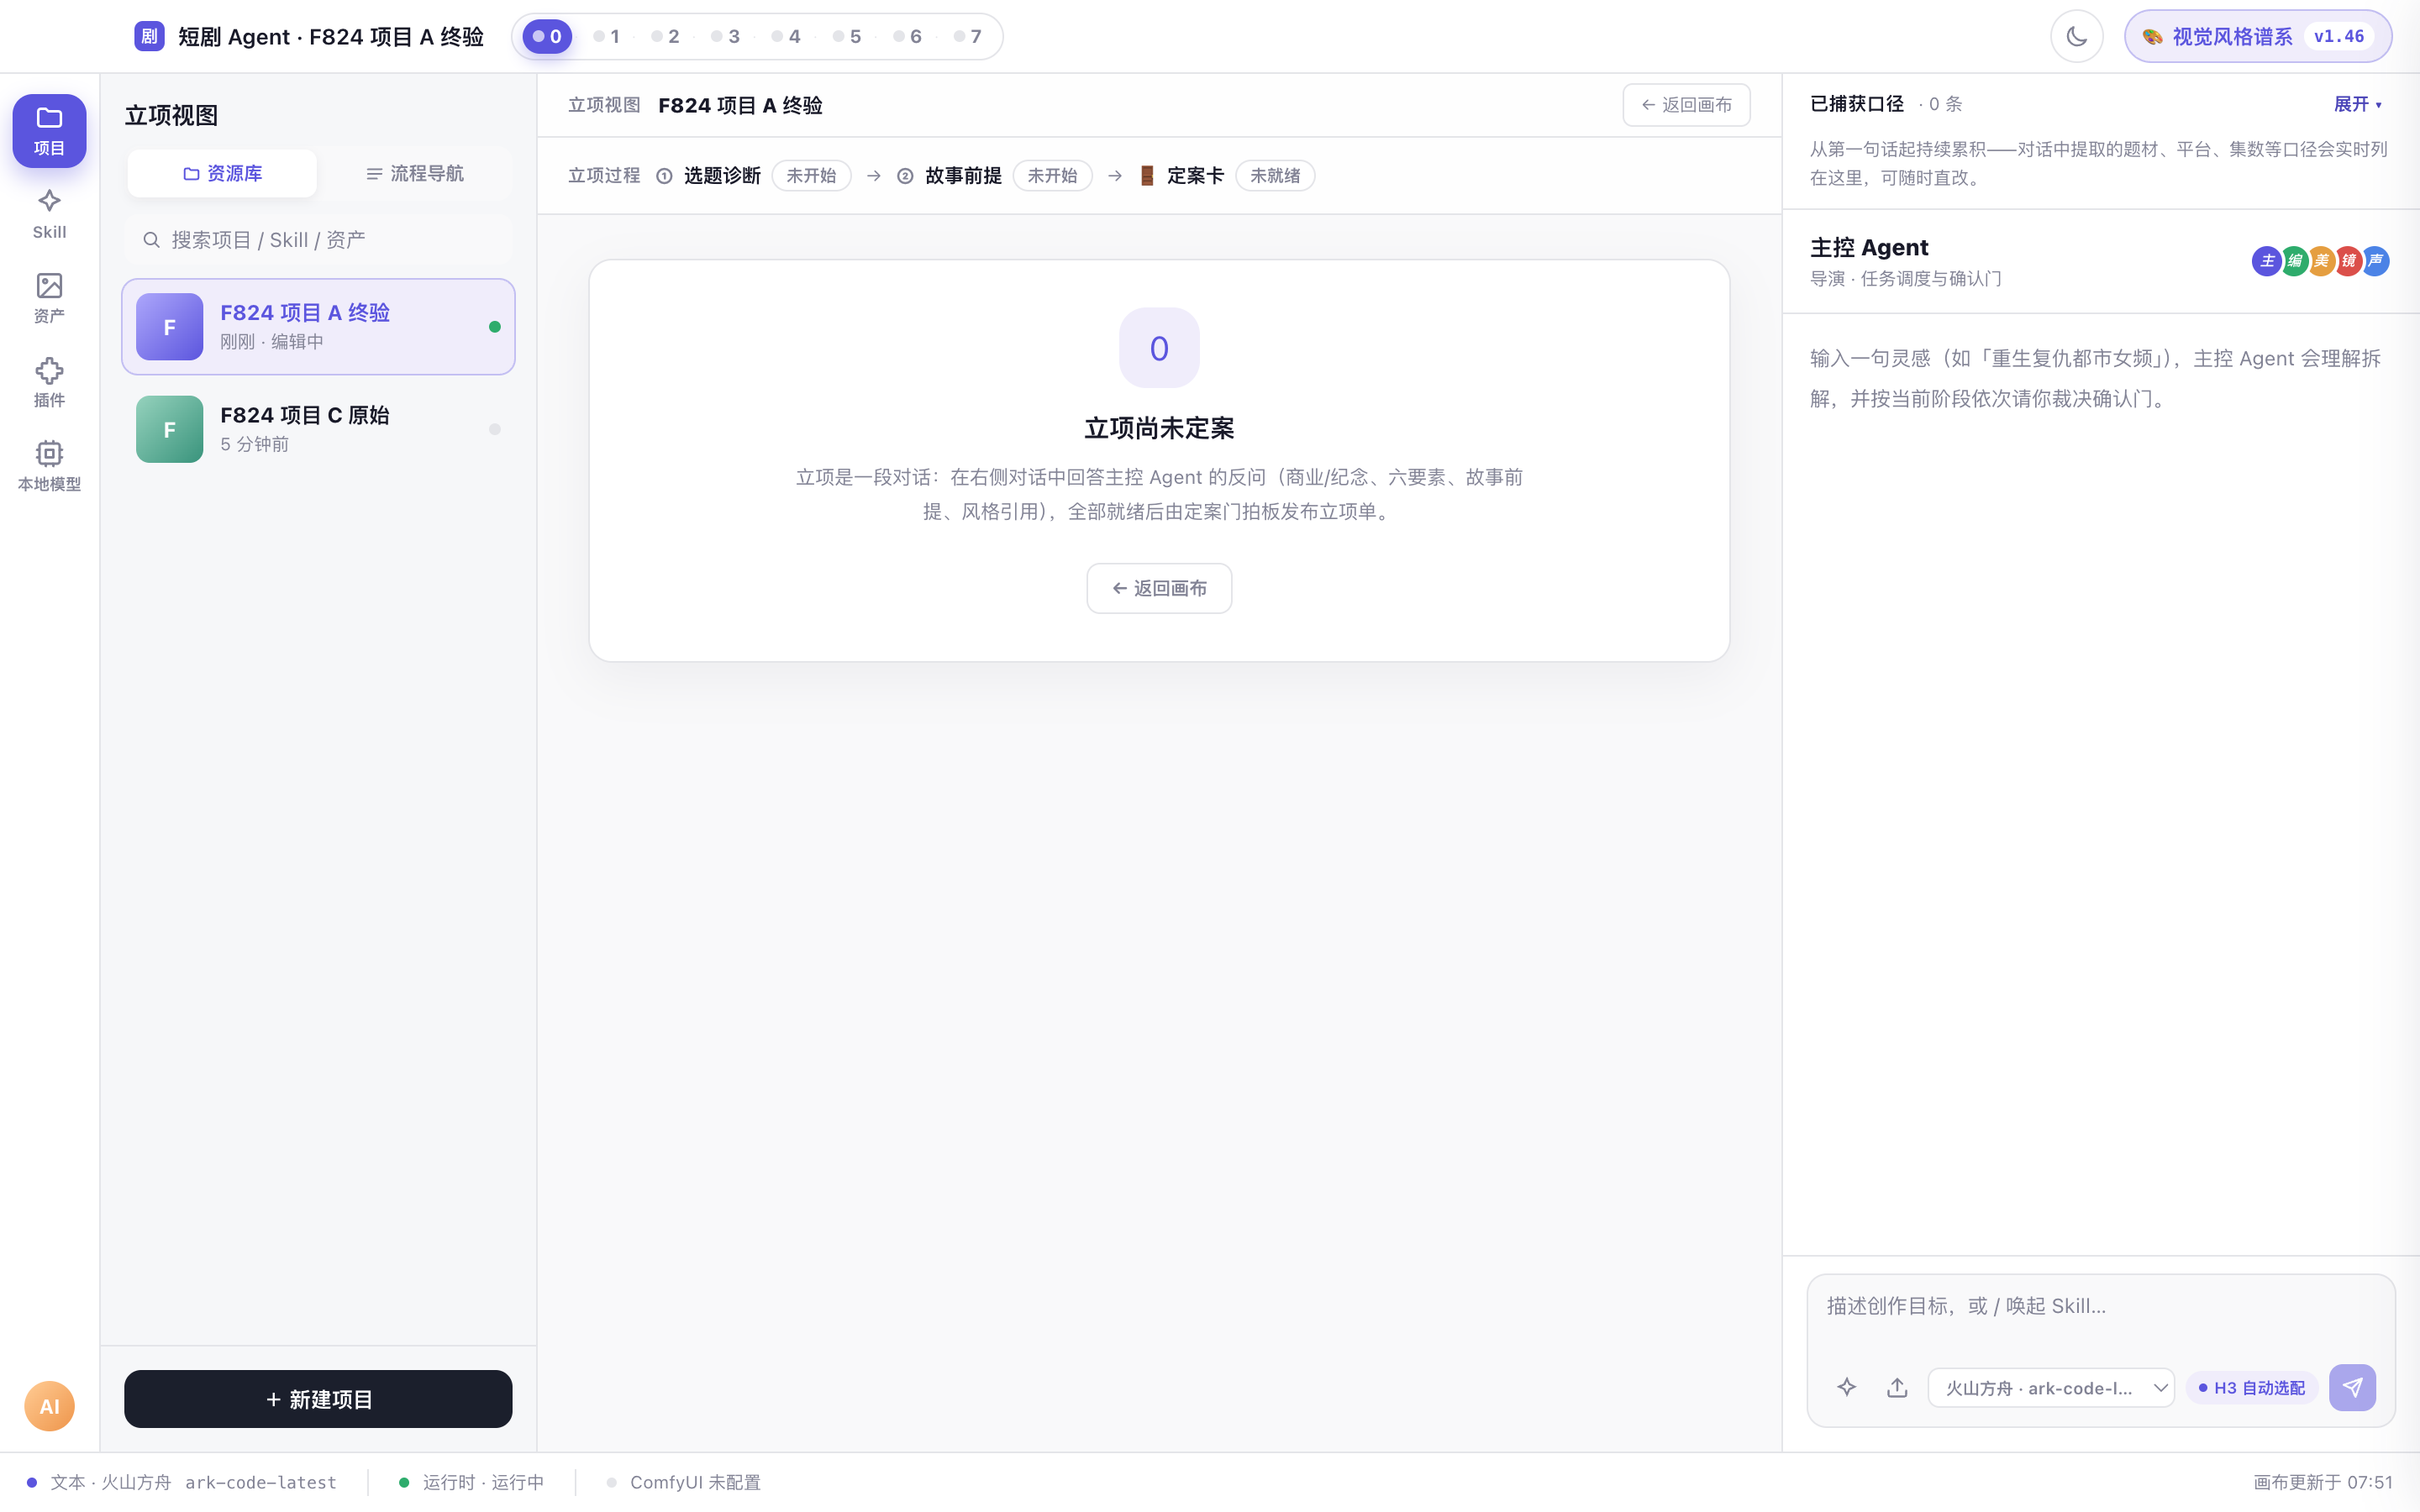 剧 短剧 Agent · F824 项目 A 终验
0 · 1 · 2 · 3 · 4 · 5 · 6 · 7
视觉风格谱系 v1.46
项目
Skill
资产
插件
本地模型
AI
立项视图
资源库 流程导航
搜索项目 / Skill / 资产
F
F824 项目 A 终验
刚刚 · 编辑中
F
F824 项目 C 原始
5 分钟前
+ 新建项目
立项视图 F824 项目 A 终验
← 返回画布
立项过程 ① 选题诊断 未开始 → ② 故事前提 未开始 → 定案卡 未就绪
0
立项尚未定案
立项是一段对话：在右侧对话中回答主控 Agent 的反问（商业/纪念、六要素、故事前
提、风格引用），全部就绪后由定案门拍板发布立项单。
← 返回画布
已捕获口径 · 0 条 展开 ▾
从第一句话起持续累积——对话中提取的题材、平台、集数等口径会实时列
在这里，可随时直改。
主控 Agent
导演 · 任务调度与确认门
主 编 美 镜 声
输入一句灵感（如「重生复仇都市女频」），主控 Agent 会理解拆
解，并按当前阶段依次请你裁决确认门。
描述创作目标，或 / 唤起 Skill...
火山方舟 · ark-code-l... H3 自动选配
文本 · 火山方舟 ark-code-latest 运行时 · 运行中 ComfyUI 未配置
画布更新于 07:51